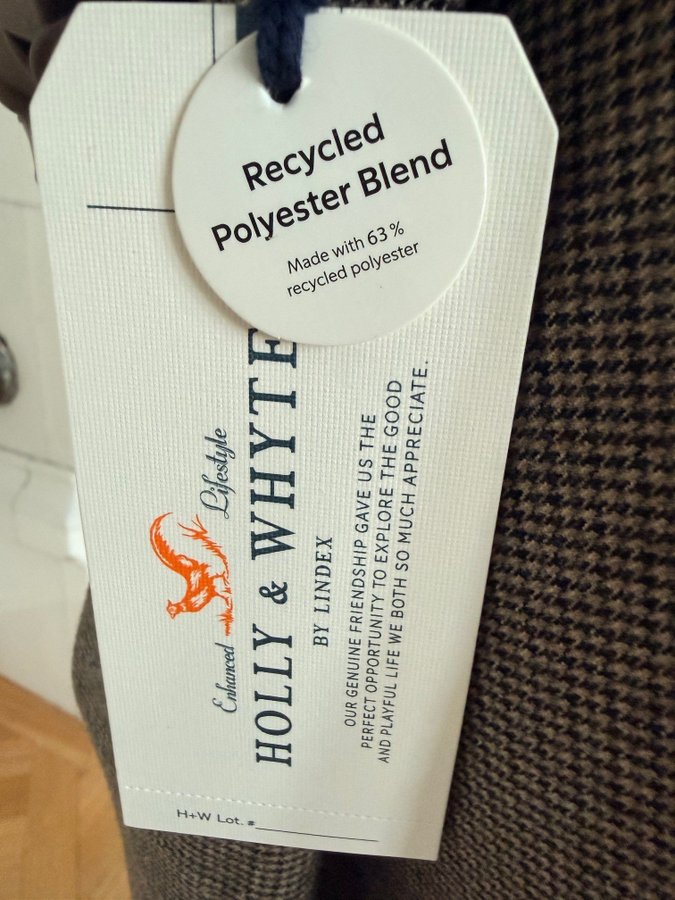 Recycled
Polyester Blend
Made with 63 %
recycled polyester
Enhanced Lifestyle
HOLLY & WHYTE
BY LINDEX
OUR GENUINE FRIENDSHIP GAVE US THE
PERFECT OPPORTUNITY TO EXPLORE THE GOOD
AND PLAYFUL LIFE WE BOTH SO MUCH APPRECIATE.
H+W Lot. #